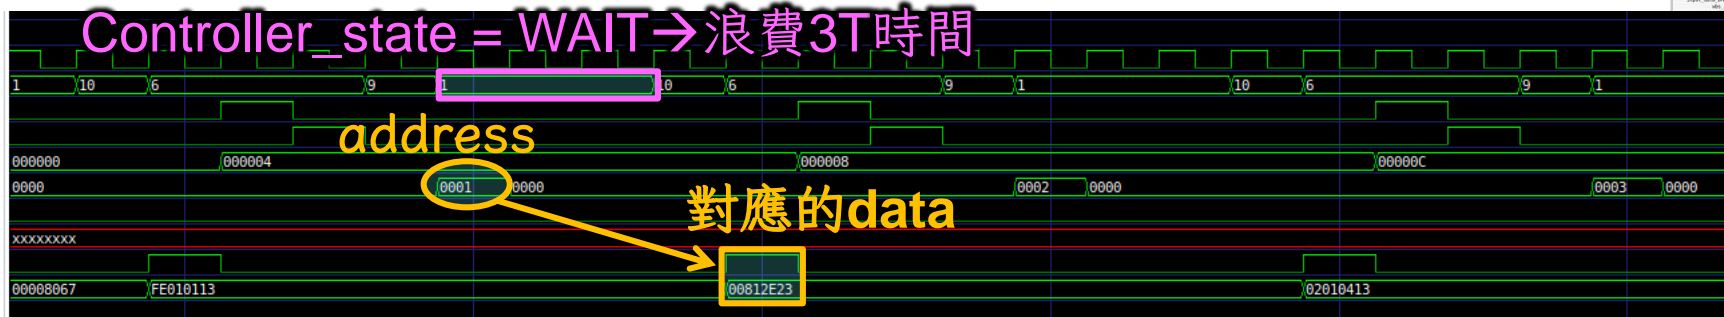 Controller_state = WAIT→浪費3T時間
1 10 6 9 1 10 6 9 1 10 6 9 1
address
000000 000004 000008 00000C
0000 0001 0000 0002 0000 0003 0000
對應的data
xxxxxxxx
00008067 FE010113 00812E23 02010413